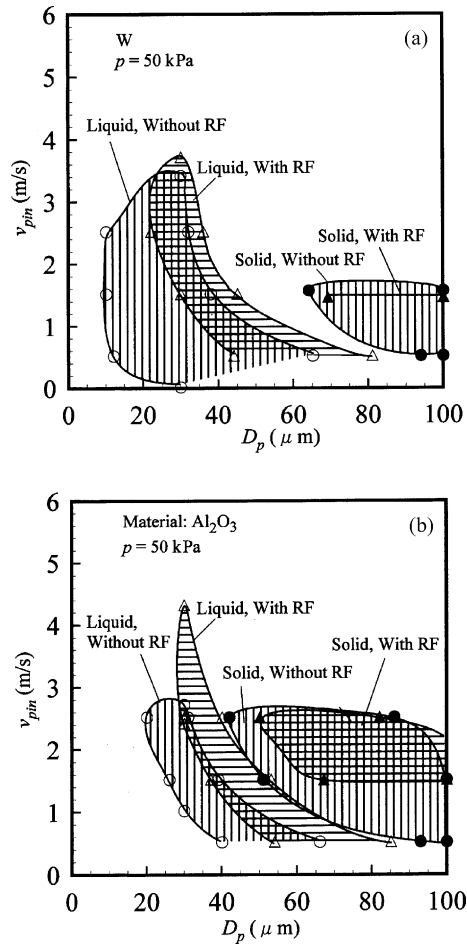 6
5
4
3
2
1
0
W
p = 50 kPa
(a)
Liquid, Without RF
Liquid, With RF
Solid, With RF
Solid, Without RF
v_pin (m/s)
0 20 40 60 80 100
D_p ( μ m)
6
5
4
3
2
1
0
Material: Al₂O₃
p = 50 kPa
(b)
Liquid,
Without RF
Liquid, With RF
Solid, With RF
Solid, Without RF
v_pin (m/s)
0 20 40 60 80 100
D_p ( μ m)